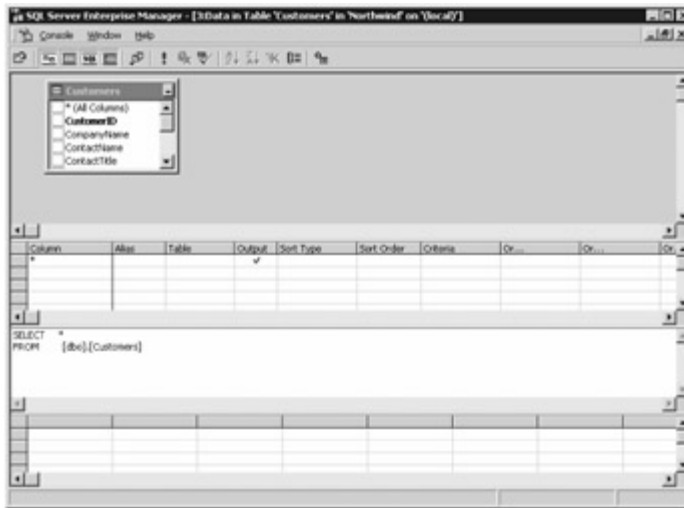 SQL Server Enterprise Manager - [3:Data in Table 'Customers' in 'Northwind' on '(local)']
Console Window Help
Customers
* (All Columns)
CustomerID
CompanyName
ContactName
ContactTitle
Column Alias Table Output Sort Type Sort Order Criteria Or... Or... Or.
*
SELECT *
FROM [dbo].[Customers]